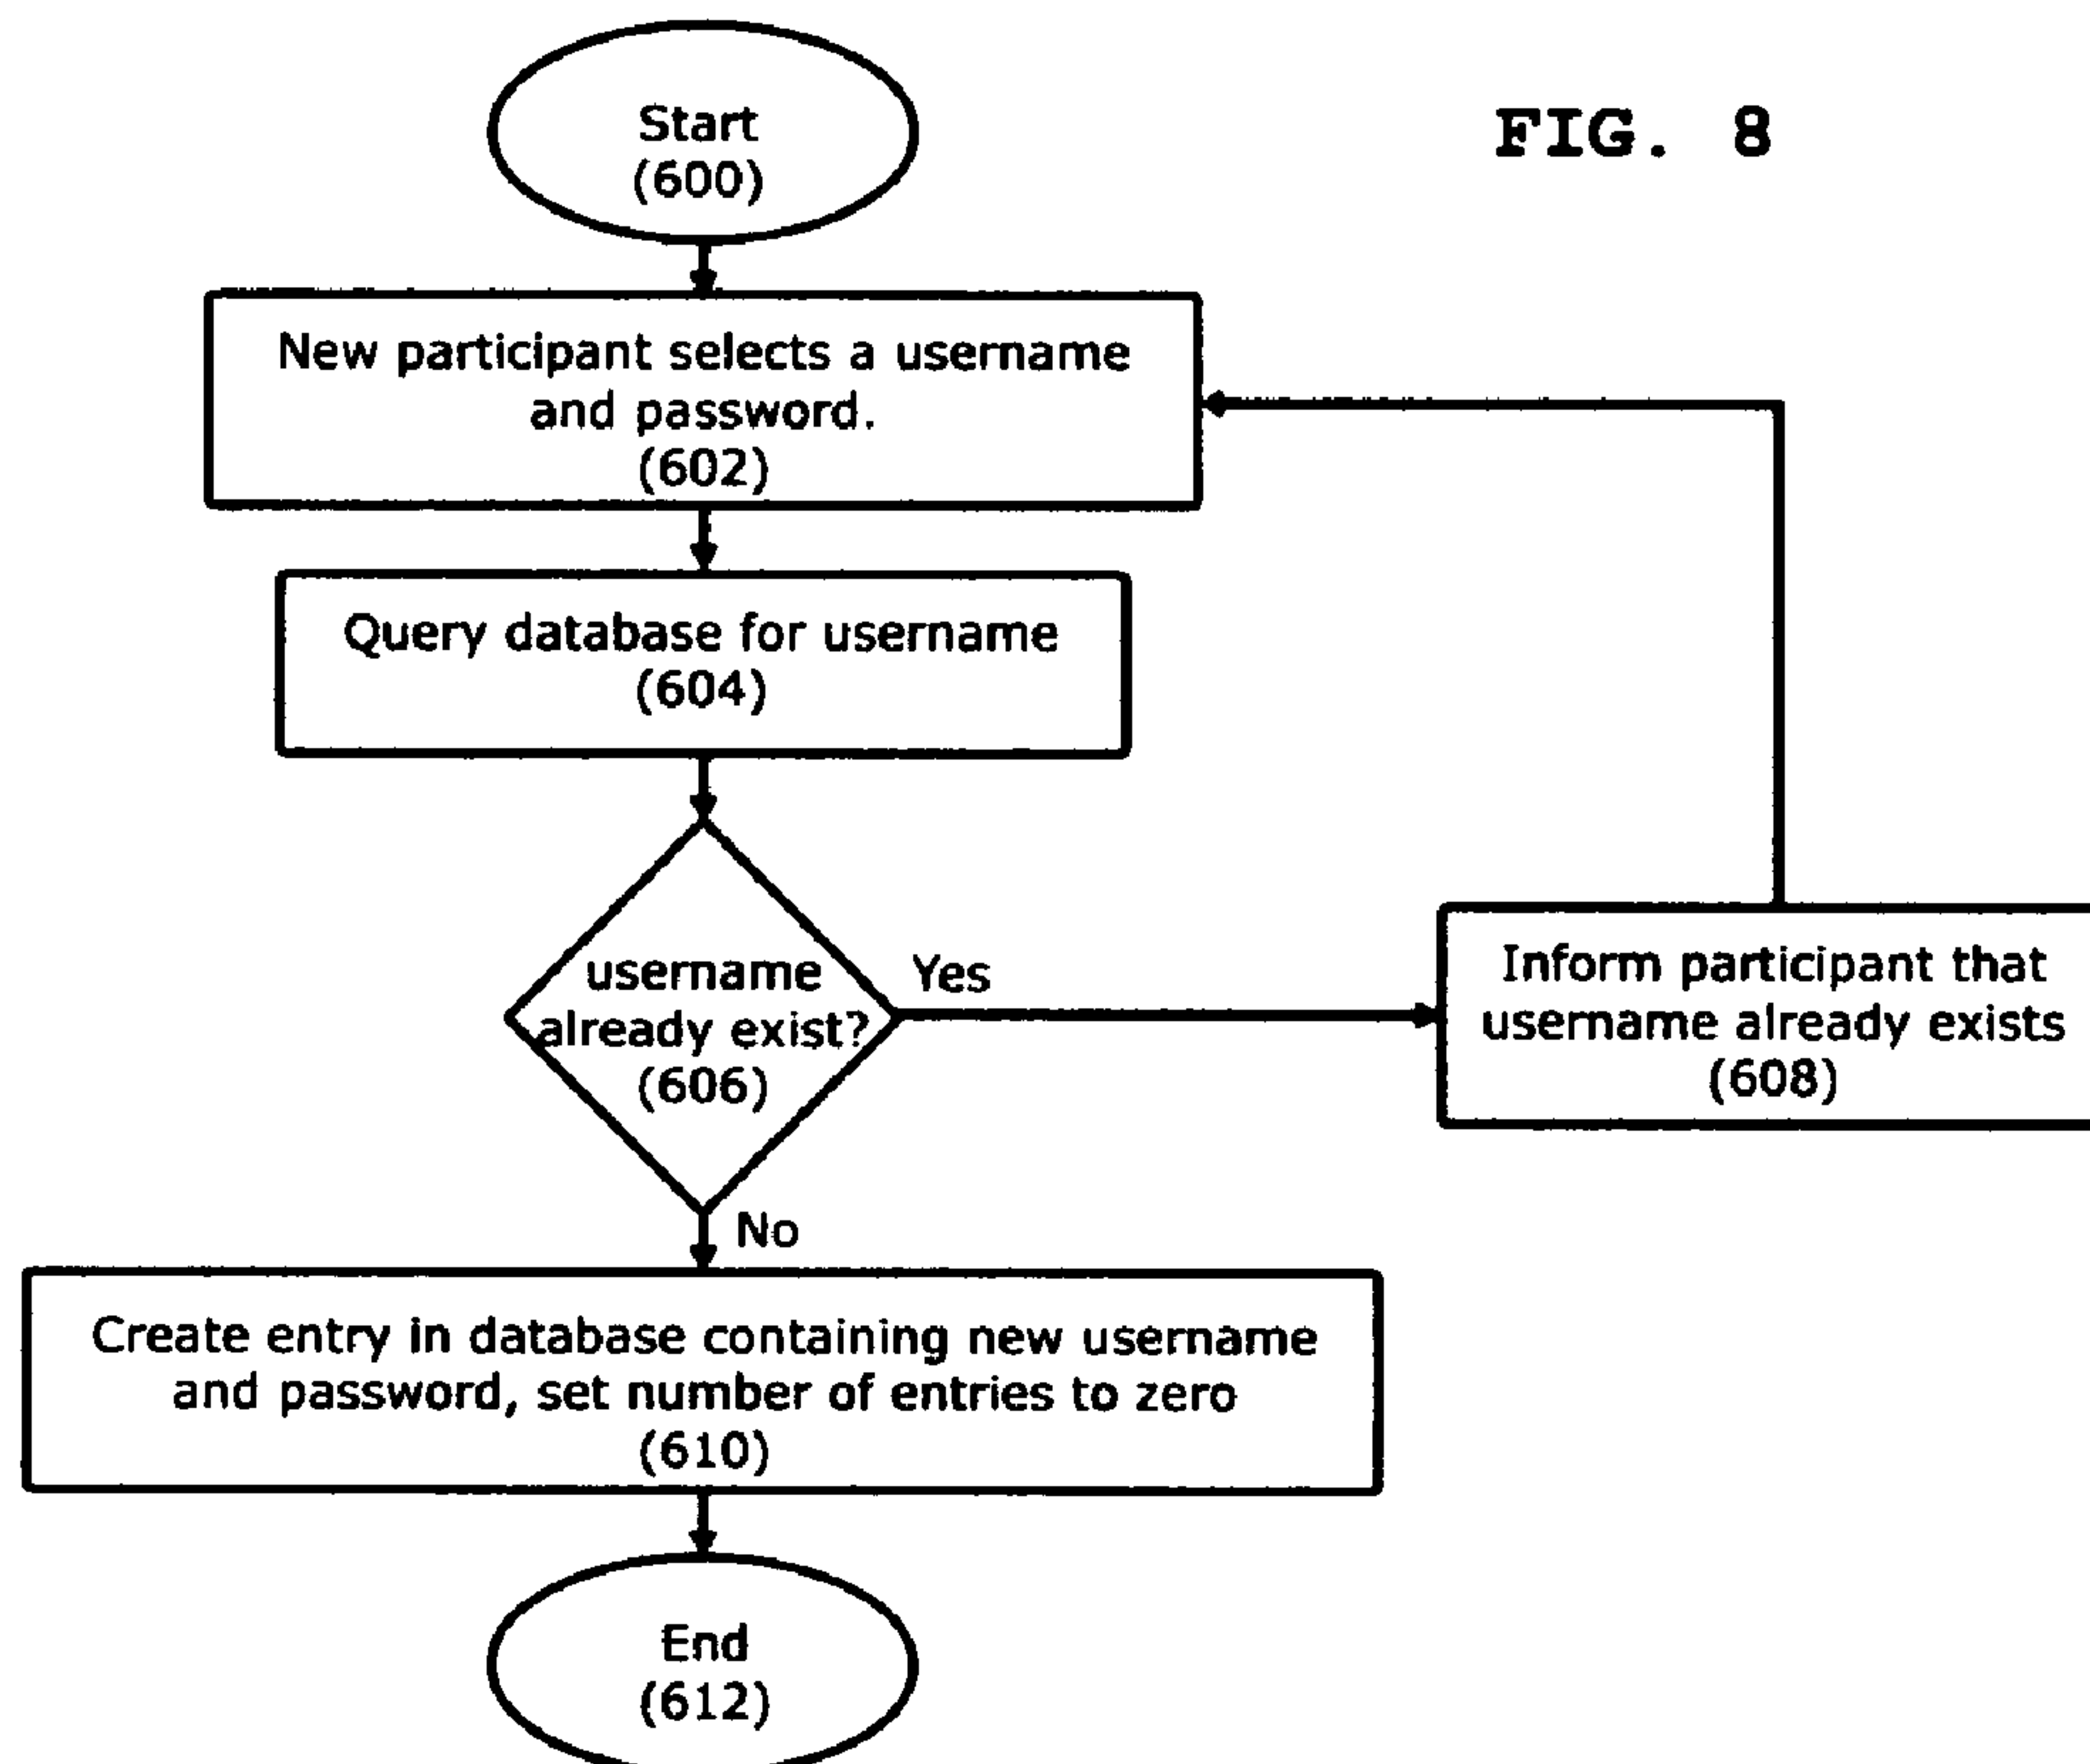 FIG. 8
Start
(600)
New participant selects a username
and password.
(602)
Query database for username
(604)
username
already exist?
(606)
Yes
Inform participant that
username already exists
(608)
No
Create entry in database containing new username
and password, set number of entries to zero
(610)
End
(612)